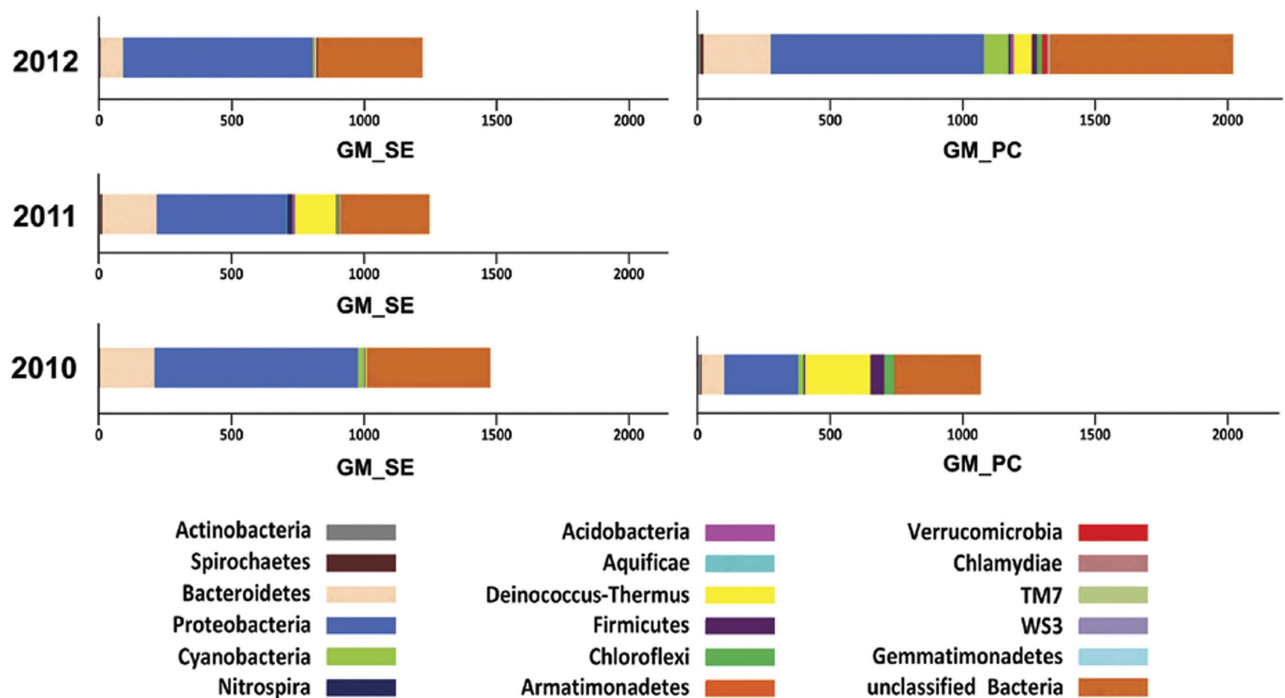 2012
0 500 1000 1500 2000
GM_SE
0 500 1000 1500 2000
GM_PC
2011
0 500 1000 1500 2000
GM_SE
2010
0 500 1000 1500 2000
GM_SE
0 500 1000 1500 2000
GM_PC
Actinobacteria
Spirochaetes
Bacteroidetes
Proteobacteria
Cyanobacteria
Nitrospira
Acidobacteria
Aquificae
Deinococcus-Thermus
Firmicutes
Chloroflexi
Armatimonadetes
Verrucomicrobia
Chlamydiae
TM7
WS3
Gemmatimonadetes
unclassified Bacteria